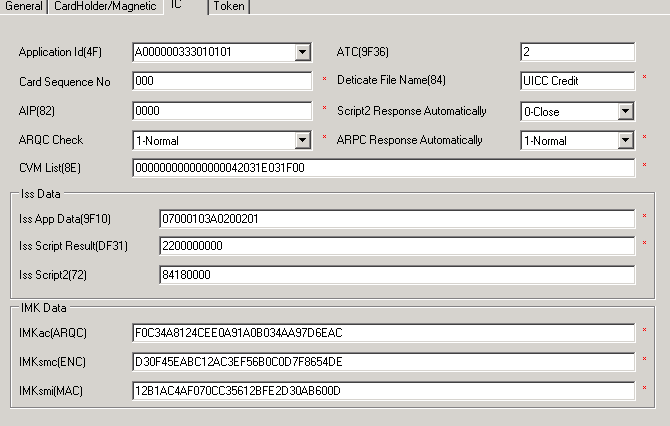 General CardHolder/Magnetic IC Token
Application Id(4F) A000000333010101 ATC(9F36) 2
Card Sequence No 000 * Deticate File Name(84) UICC Credit *
AIP(82) 0000 * Script2 Response Automatically 0-Close
ARQC Check 1-Normal * ARPC Response Automatically 1-Normal *
CVM List(8E) 000000000000000042031E031F00 *
Iss Data
Iss App Data(9F10) 07000103A0200201 *
Iss Script Result(DF31) 2200000000 *
Iss Script2(72) 84180000
IMK Data
IMKac(ARQC) F0C34A8124CEE0A91A0B034AA97D6EAC *
IMKsmc(ENC) D30F45EABC12AC3EF56B0C0D7F8654DE *
IMKsmi(MAC) 12B1AC4AF070CC35612BFE2D30AB600D *